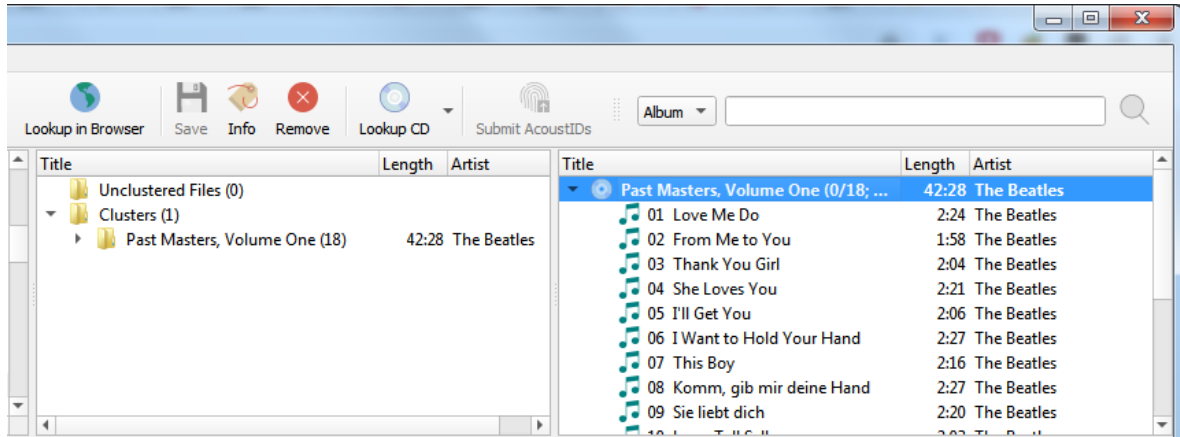 Lookup in Browser Save Info Remove Lookup CD Submit AcoustIDs Album
Title Length Artist
Unclustered Files (0)
Clusters (1)
Past Masters, Volume One (18) 42:28 The Beatles
Title Length Artist
Past Masters, Volume One (0/18; ... 42:28 The Beatles
01 Love Me Do 2:24 The Beatles
02 From Me to You 1:58 The Beatles
03 Thank You Girl 2:04 The Beatles
04 She Loves You 2:21 The Beatles
05 I'll Get You 2:06 The Beatles
06 I Want to Hold Your Hand 2:27 The Beatles
07 This Boy 2:16 The Beatles
08 Komm, gib mir deine Hand 2:27 The Beatles
09 Sie liebt dich 2:20 The Beatles